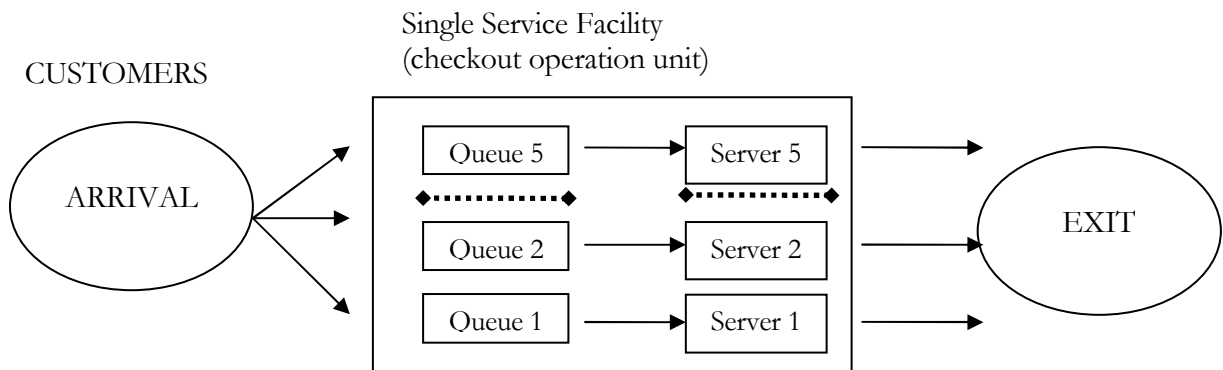 Single Service Facility
(checkout operation unit)
CUSTOMERS
ARRIVAL
Queue 5
Server 5
Queue 2
Server 2
Queue 1
Server 1
EXIT